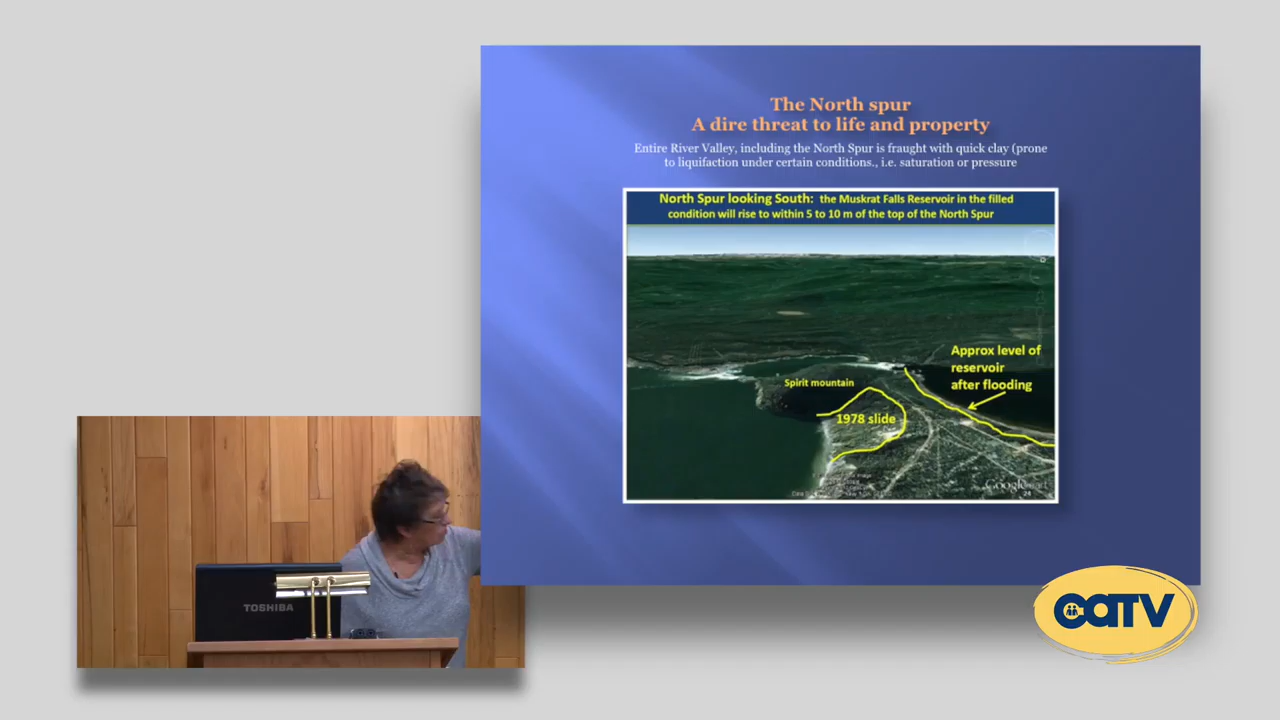 The North spur
A dire threat to life and property
Entire River Valley, including the North Spur is fraught with quick clay (prone
to liquifaction under certain conditions., i.e. saturation or pressure
North Spur looking South: the Muskrat Falls Reservoir in the filled
condition will rise to within 5 to 10 m of the top of the North Spur
Approx level of
reservoir
after flooding
Spirit mountain
1978 slide
Google
24
TOSHIBA
CATV